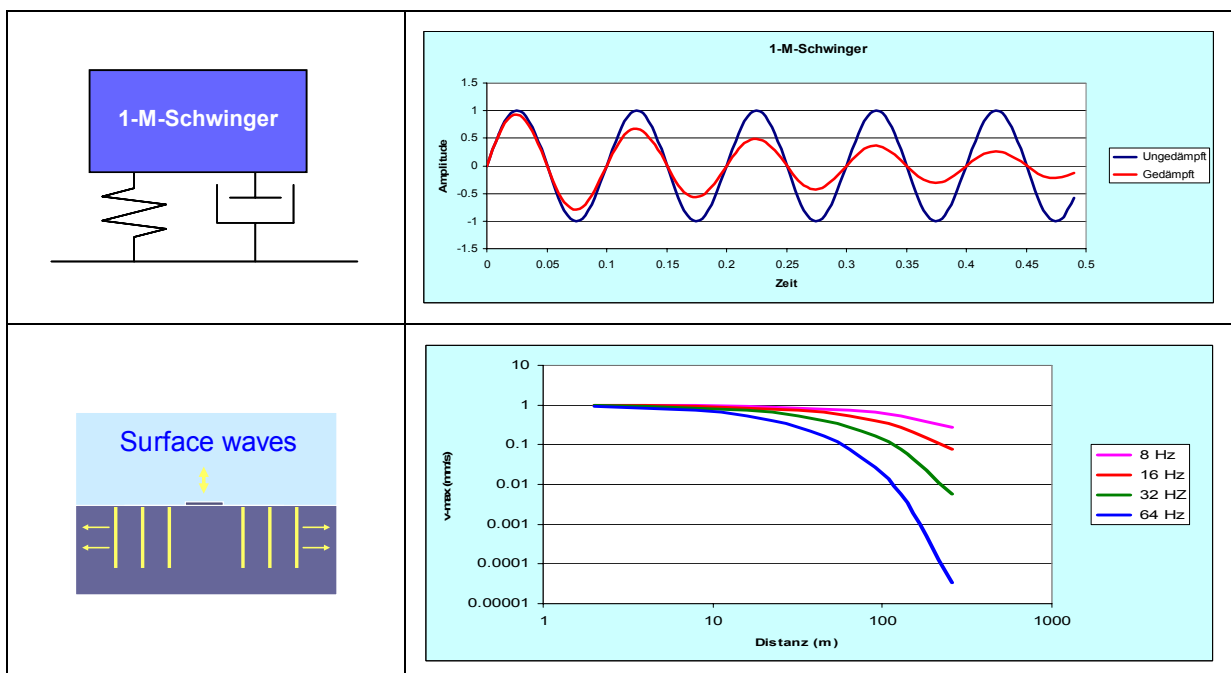 1-M-Schwinger
1-M-Schwinger
1.5
1
0.5
0
-0.5
-1
-1.5
Amplitude
0 0.05 0.1 0.15 0.2 0.25 0.3 0.35 0.4 0.45 0.5
Zeit
Ungedämpft
Gedämpft
Surface waves
10
1
0.1
0.01
0.001
0.0001
0.00001
v-max (mm/s)
1 10 100 1000
Distanz (m)
8 Hz
16 Hz
32 HZ
64 Hz